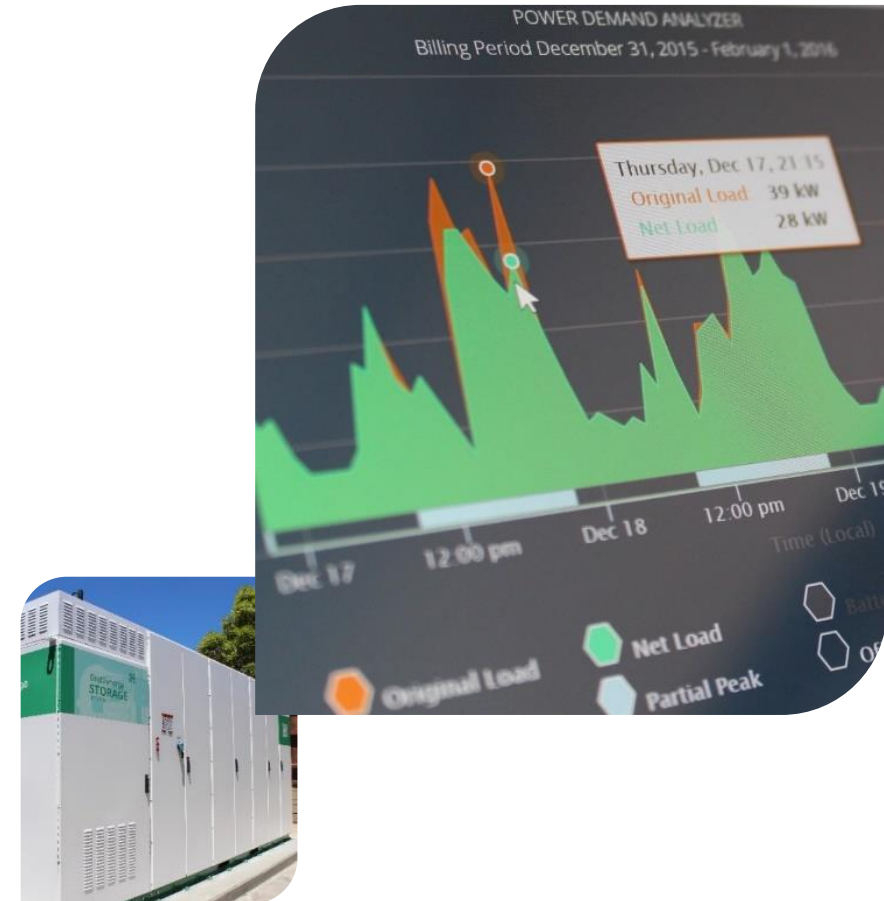 POWER DEMAND ANALYZER
Billing Period December 31, 2015 - February 1, 2016
Thursday, Dec 17, 21 15
Original Load 39 kW
Net Load 28 kW
Dec 17
12:00 pm
Dec 18
12:00 pm
Dec 19
Time (Local)
Original Load
Net Load
Partial Peak
STORAGE